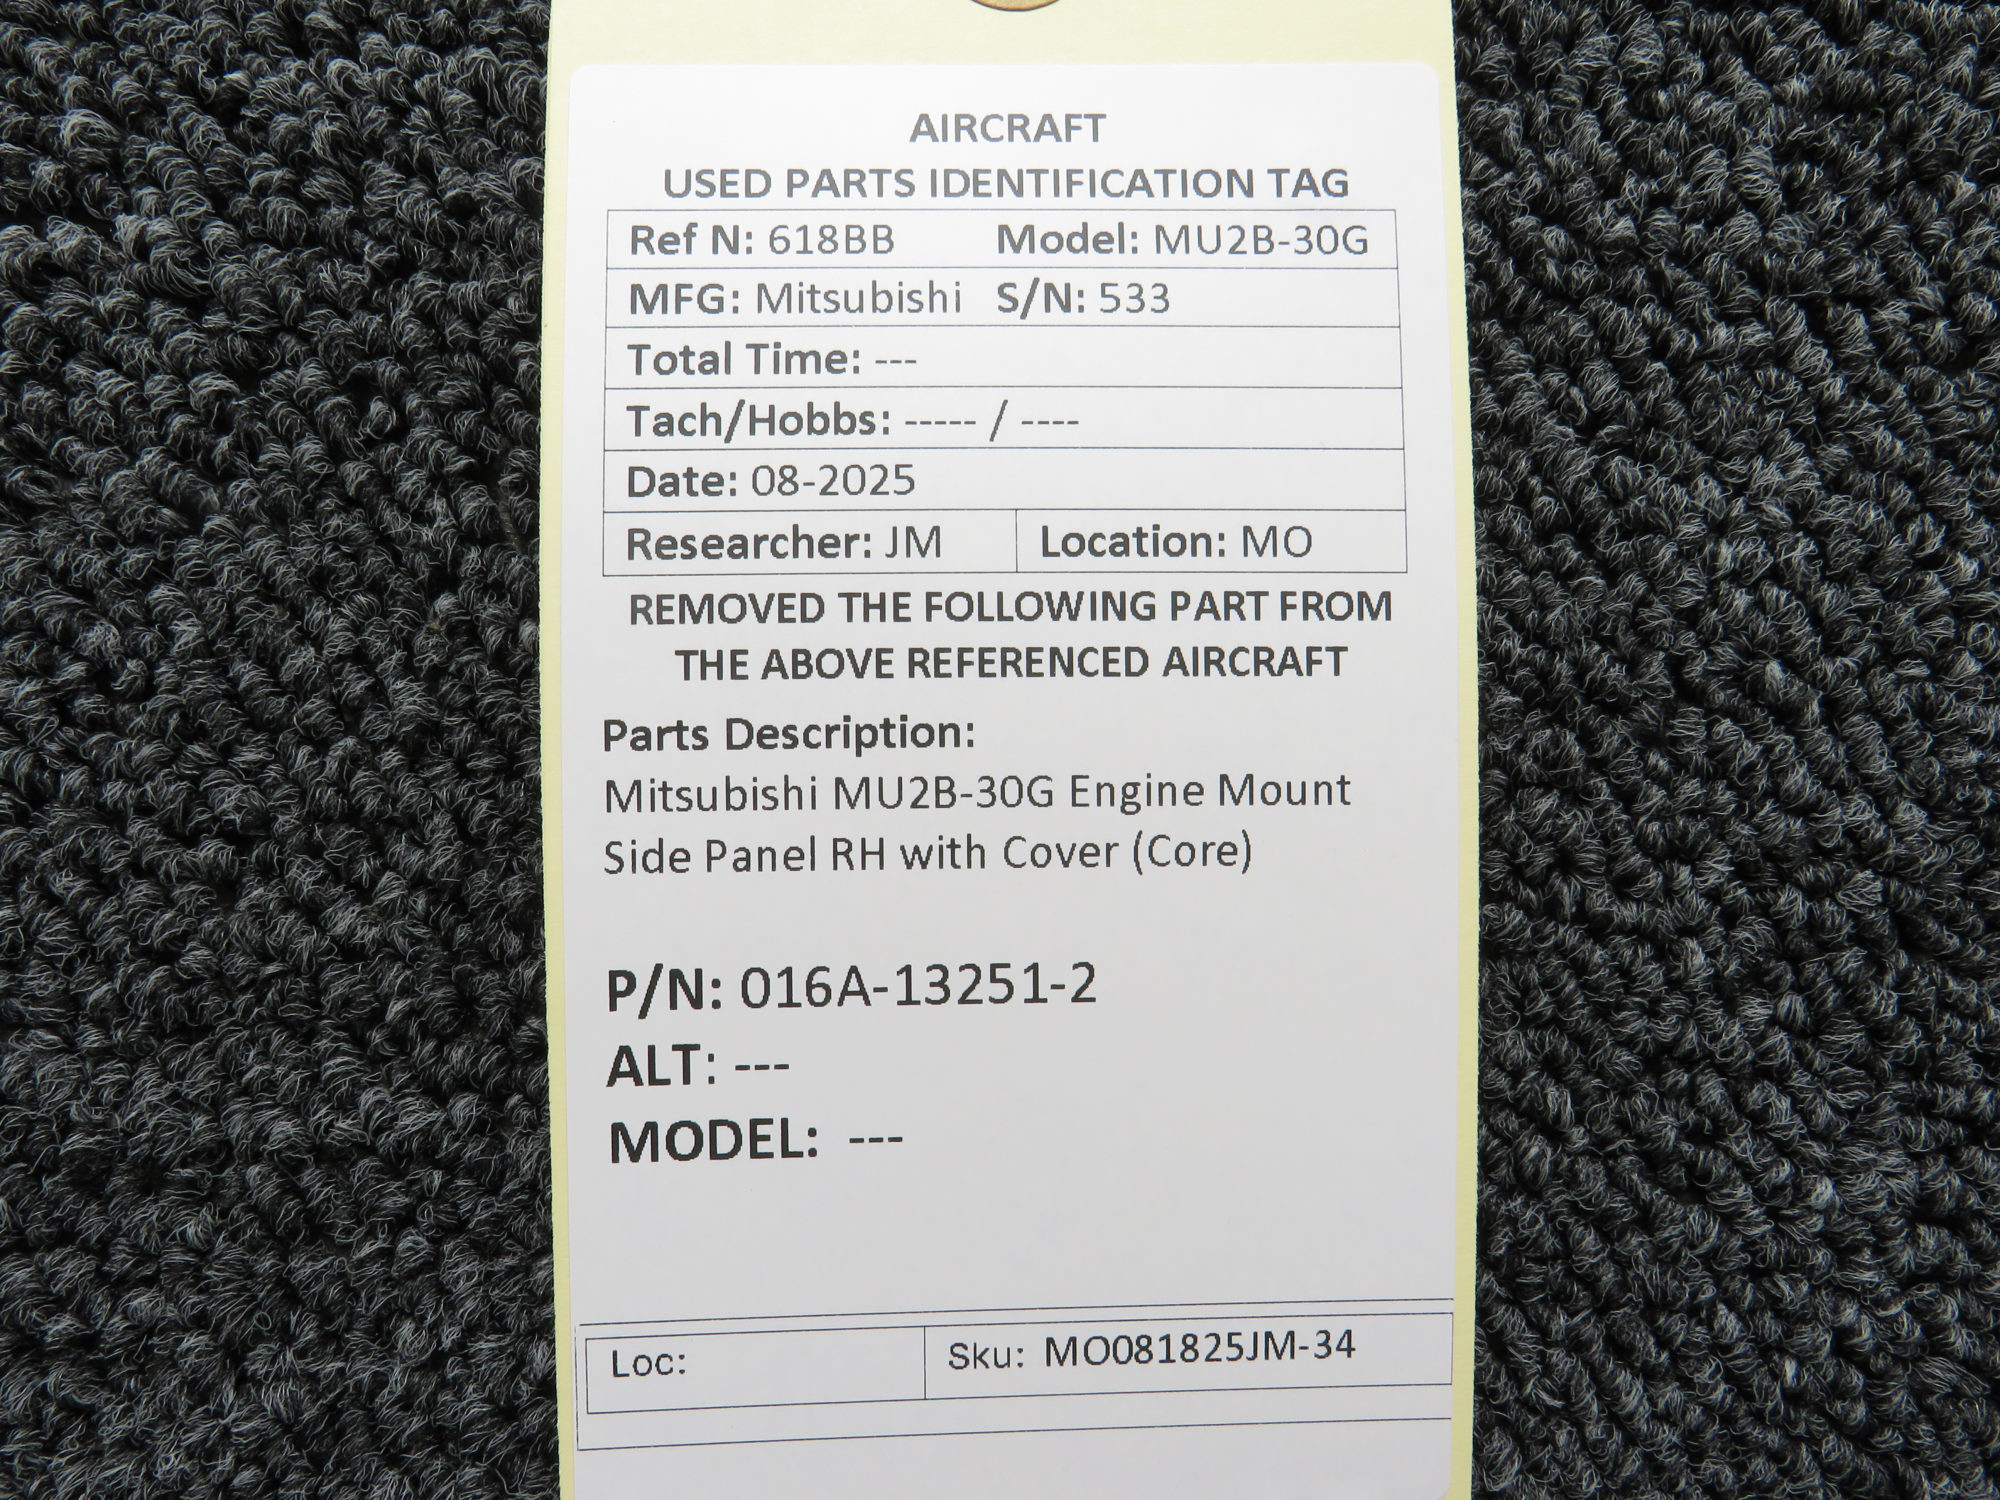 AIRCRAFT
USED PARTS IDENTIFICATION TAG
Ref N: 618BB Model: MU2B-30G
MFG: Mitsubishi S/N: 533
Total Time: ---
Tach/Hobbs: ----- / ----
Date: 08-2025
Researcher: JM Location: MO
REMOVED THE FOLLOWING PART FROM
THE ABOVE REFERENCED AIRCRAFT
Parts Description:
Mitsubishi MU2B-30G Engine Mount
Side Panel RH with Cover (Core)
P/N: 016A-13251-2
ALT: ---
MODEL: ---
Loc: Sku: MO081825JM-34